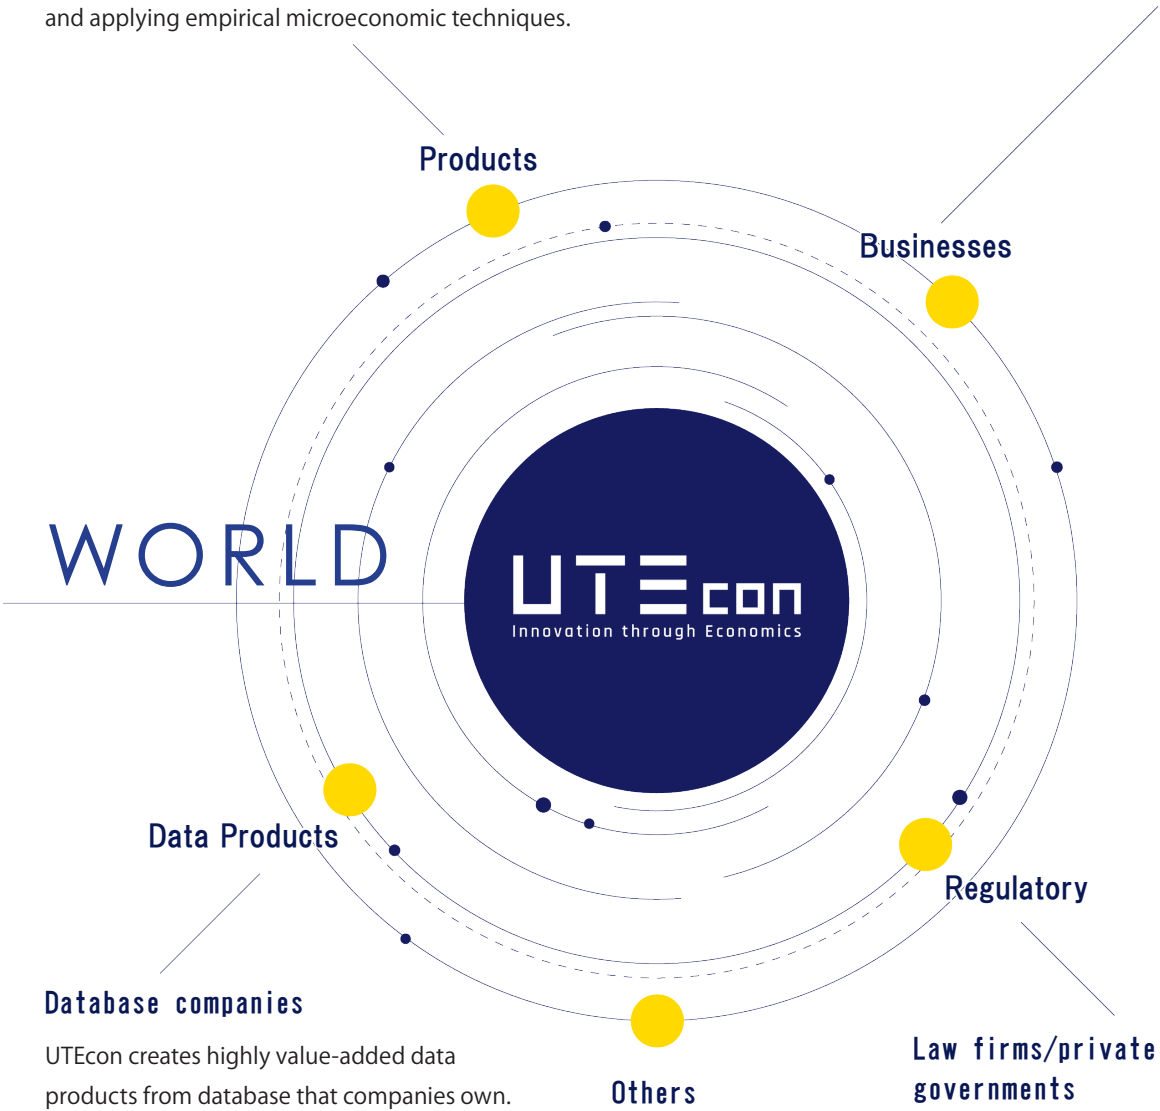 and applying empirical microeconomic techniques.
Products
Businesses
WORLD
UTEcon
Innovation through Economics
Data Products
Regulatory
Database companies
UTEcon creates highly value-added data
products from database that companies own.
Others
Law firms/private
governments